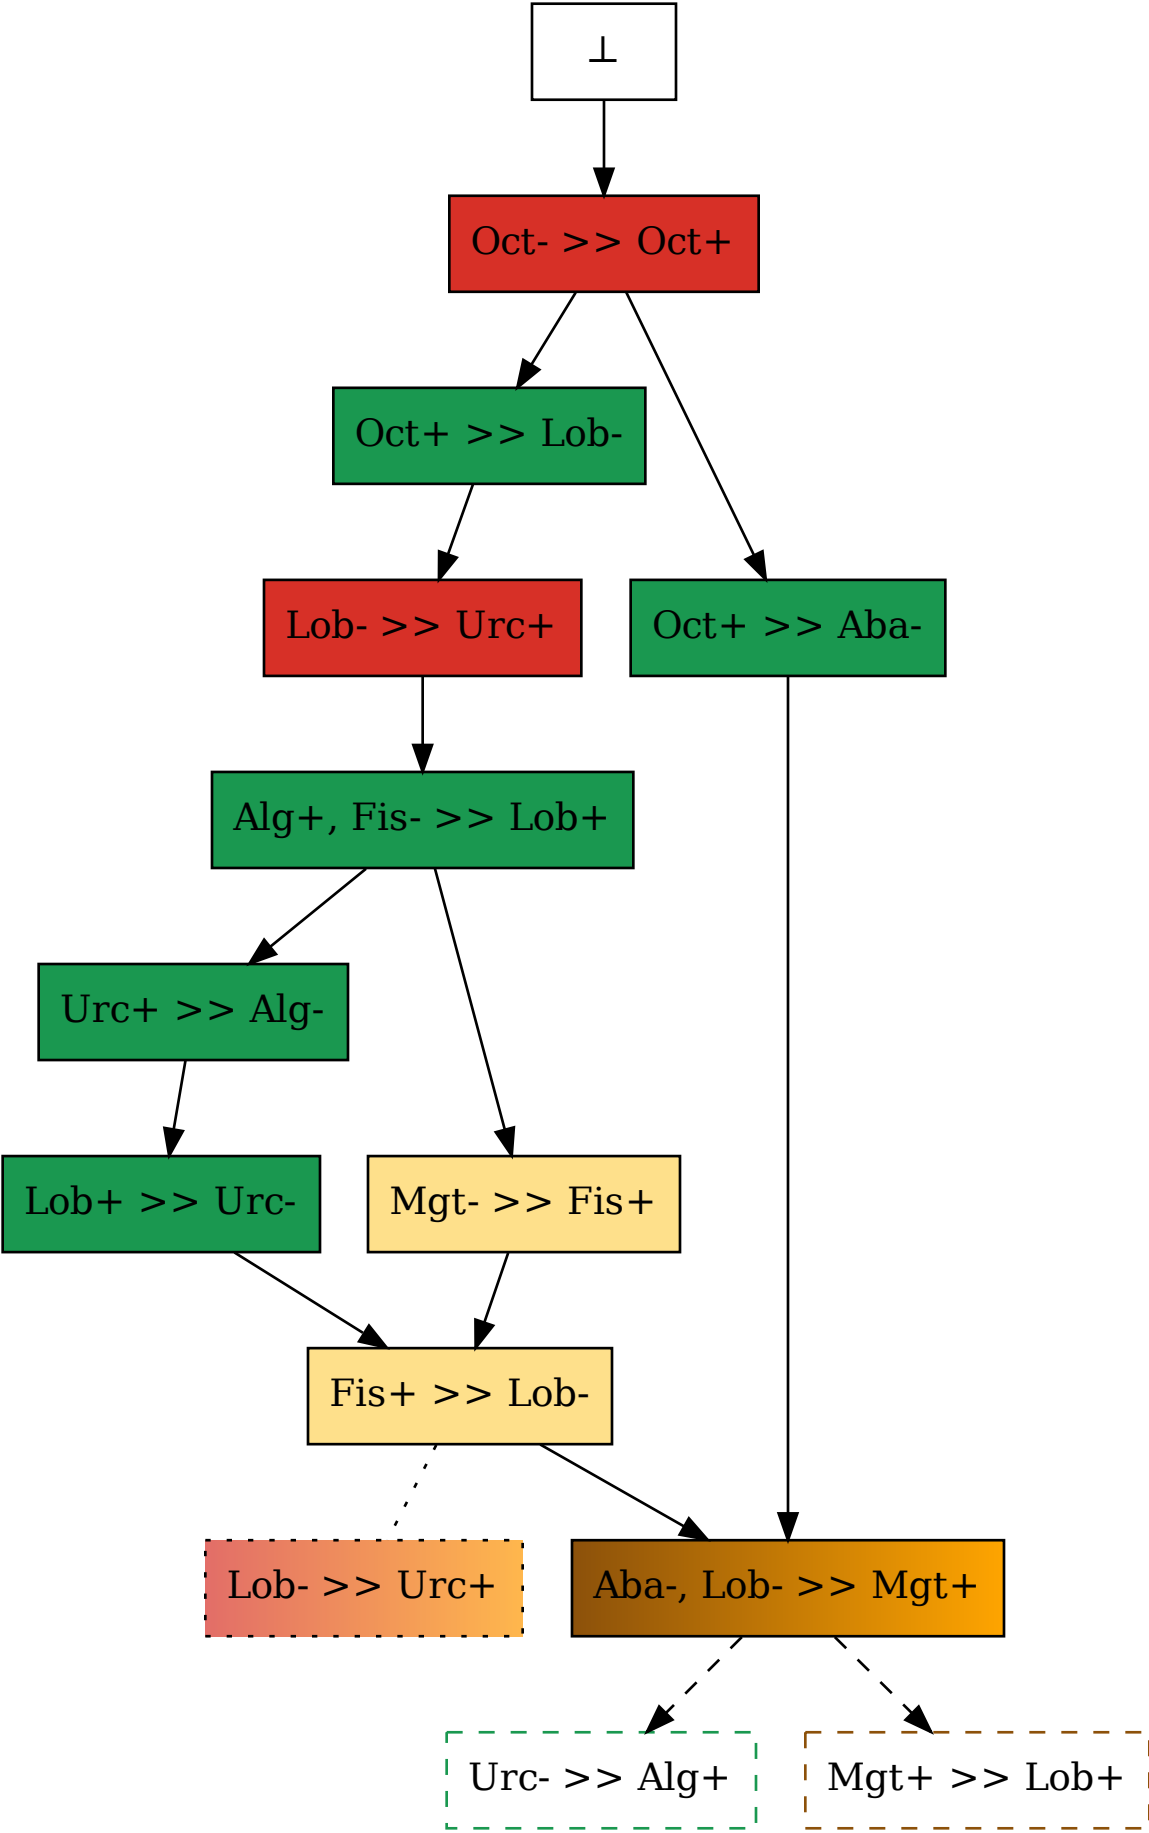 ⊥
Oct- >> Oct+
Oct+ >> Lob-
Lob- >> Urc+
Oct+ >> Aba-
Alg+, Fis- >> Lob+
Urc+ >> Alg-
Lob+ >> Urc-
Mgt- >> Fis+
Fis+ >> Lob-
Lob- >> Urc+
Aba-, Lob- >> Mgt+
Urc- >> Alg+
Mgt+ >> Lob+